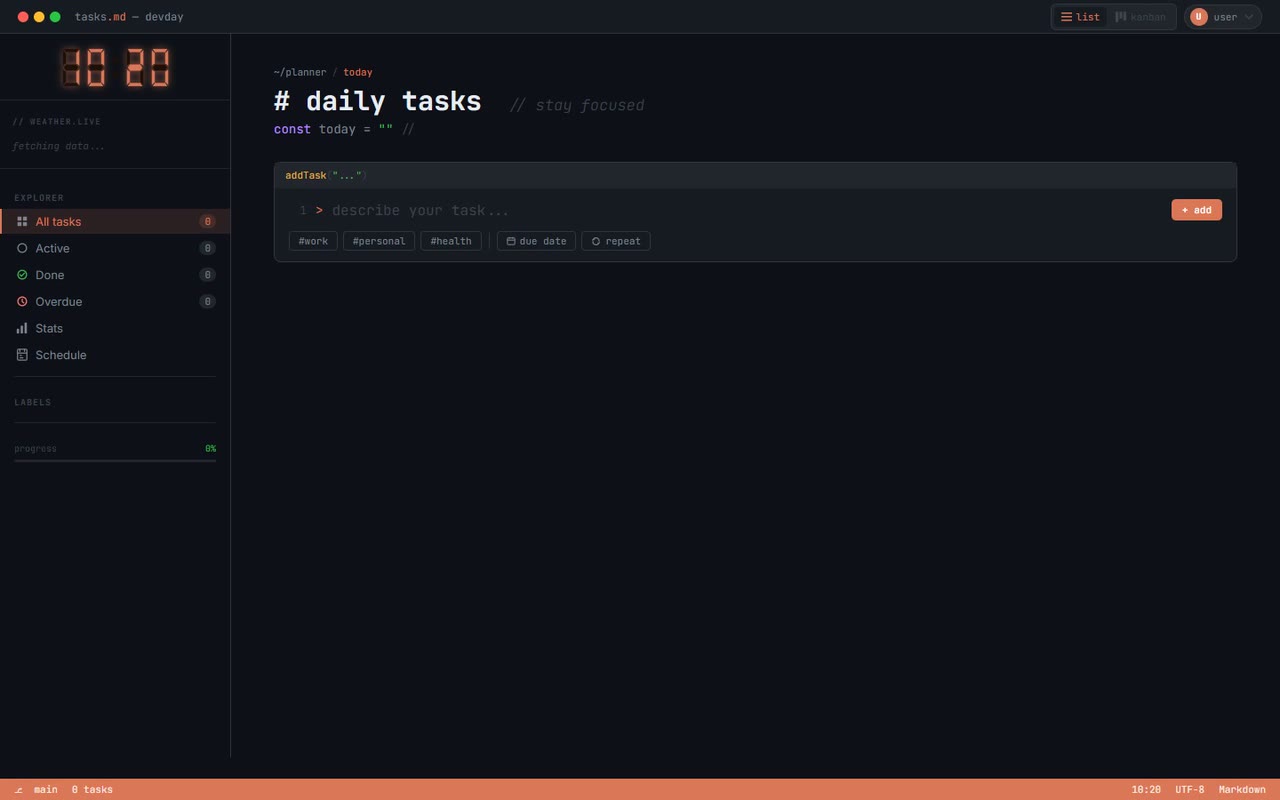 tasks.md — devday
list
kanban
U user
10 20
// WEATHER.LIVE
fetching data...
EXPLORER
All tasks 0
Active 0
Done 0
Overdue 0
Stats
Schedule
LABELS
progress 0%
~/planner / today
# daily tasks // stay focused
const today = "" //
addTask("...")
1 > describe your task...
+ add
#work #personal #health due date repeat
main 0 tasks
10:20 UTF-8 Markdown